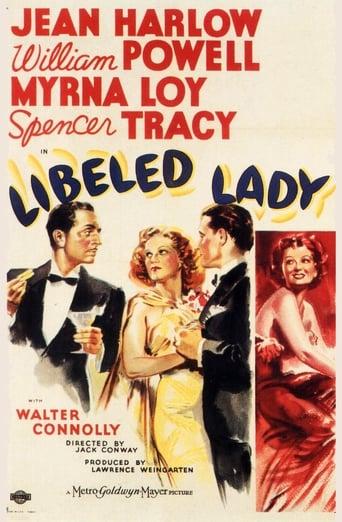 JEAN HARLOW
William POWELL
MYRNA LOY
Spencer TRACY
IN
LIBELED LADY
WITH
WALTER
CONNOLLY
DIRECTED BY
JACK CONWAY
PRODUCED BY
LAWRENCE WEINGARTEN
A Metro-Goldwyn-Mayer PICTURE